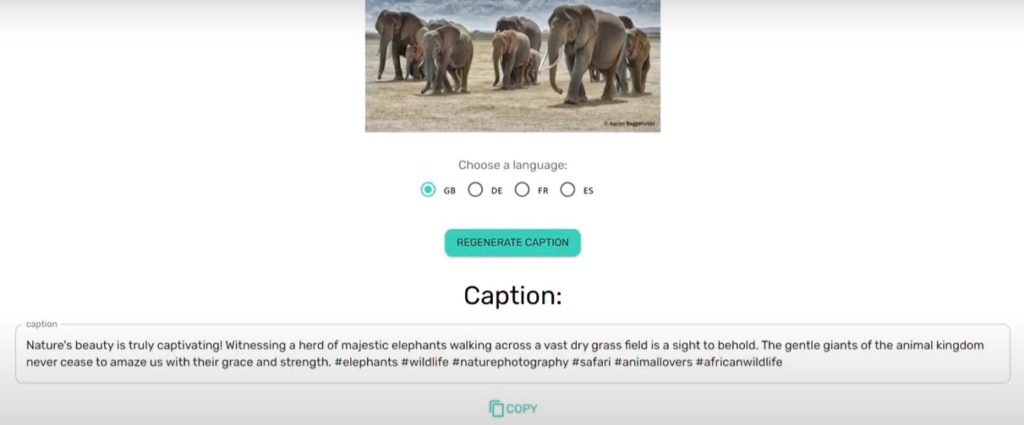 Choose a language:
GB DE FR ES
REGENERATE CAPTION
Caption:
caption
Nature's beauty is truly captivating! Witnessing a herd of majestic elephants walking across a vast dry grass field is a sight to behold. The gentle giants of the animal kingdom
never cease to amaze us with their grace and strength. #elephants #wildlife #naturephotography #safari #animallovers #africanwildlife
COPY